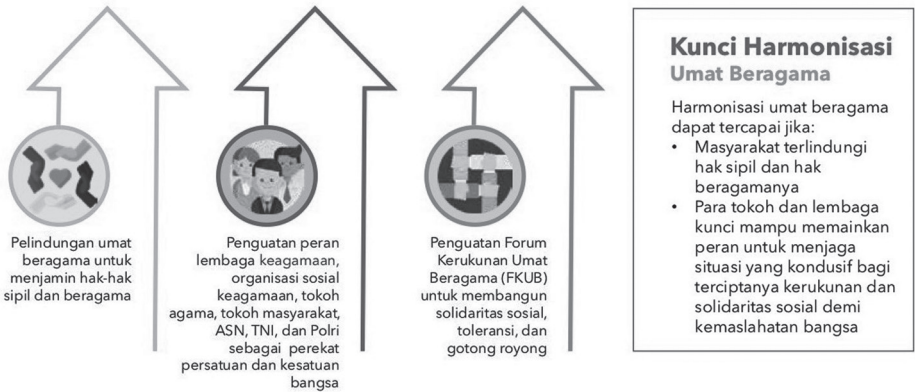 Pelindungan umat
beragama untuk
menjamin hak-hak
sipil dan beragama
Penguatan peran
lembaga keagamaan,
organisasi sosial
keagamaan, tokoh
agama, tokoh masyarakat,
ASN, TNI, dan Polri
sebagai perekat
persatuan dan kesatuan
bangsa
Penguatan Forum
Kerukunan Umat
Beragama (FKUB)
untuk membangun
solidaritas sosial,
toleransi, dan
gotong royong
Kunci Harmonisasi
Umat Beragama
Harmonisasi umat beragama
dapat tercapai jika:
• Masyarakat terlindungi
hak sipil dan hak
beragamanya
• Para tokoh dan lembaga
kunci mampu memainkan
peran untuk menjaga
situasi yang kondusif bagi
terciptanya kerukunan dan
solidaritas sosial demi
kemaslahatan bangsa